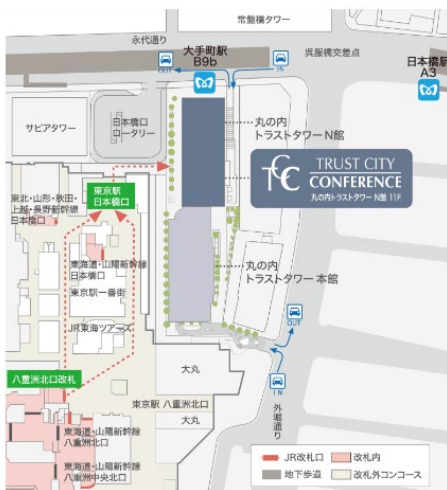 常盤橋タワー
永代通り
大手町駅
B9b
呉服橋交差点
日本橋駅
A3
OUT
IN
サピアタワー
日本橋口
ロータリー
丸の内
トラストタワー N館
TCC
TRUST CITY
CONFERENCE
丸の内トラストタワー N館 11F
東京駅
日本橋口
東北・山形・秋田・
上越・長野新幹線
日本橋口
東海道・山陽新幹線
日本橋口
東京駅一番街
JR東海ツアーズ
丸の内
トラストタワー 本館
OUT
IN
八重洲北口改札
大丸
東京駅 八重洲北口
大丸
外堀通り
東海道・山陽新幹線
八重洲北口
東海道・山陽新幹線
八重洲中央北口
JR改札口
改札内
地下歩道
改札外コンコース